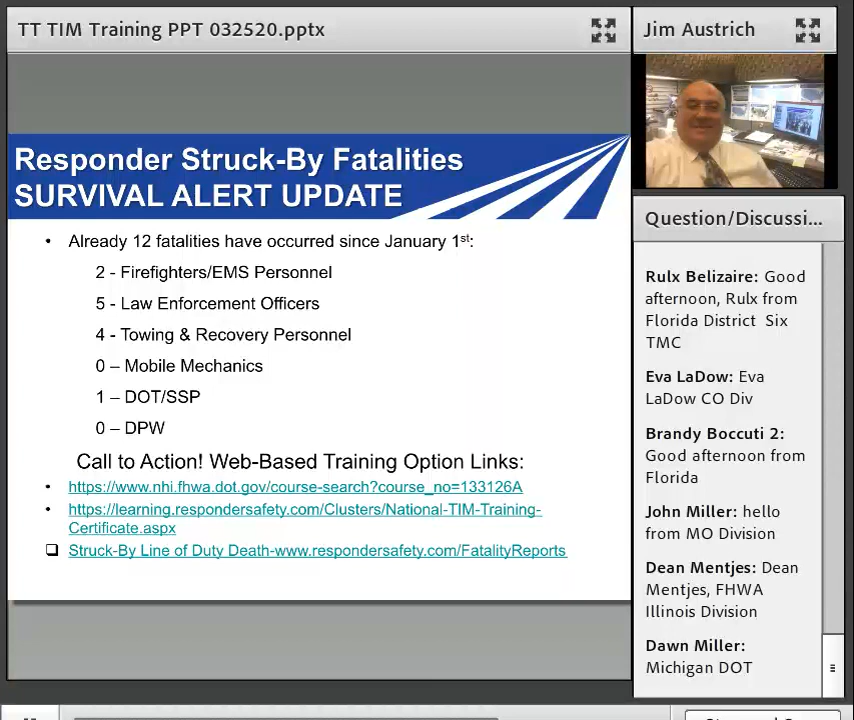 TT TIM Training PPT 032520.pptx
Responder Struck-By Fatalities
SURVIVAL ALERT UPDATE
• Already 12 fatalities have occurred since January 1st:
2 - Firefighters/EMS Personnel
5 - Law Enforcement Officers
4 - Towing & Recovery Personnel
0 – Mobile Mechanics
1 – DOT/SSP
0 – DPW
Call to Action! Web-Based Training Option Links:
• https://www.nhi.fhwa.dot.gov/course-search?course_no=133126A
• https://learning.respondersafety.com/Clusters/National-TIM-Training-
Certificate.aspx
❑ Struck-By Line of Duty Death-www.respondersafety.com/FatalityReports
Jim Austrich
Question/Discussi...
Rulx Belizaire: Good
afternoon, Rulx from
Florida District Six
TMC
Eva LaDow: Eva
LaDow CO Div
Brandy Boccuti 2:
Good afternoon from
Florida
John Miller: hello
from MO Division
Dean Mentjes: Dean
Mentjes, FHWA
Illinois Division
Dawn Miller:
Michigan DOT